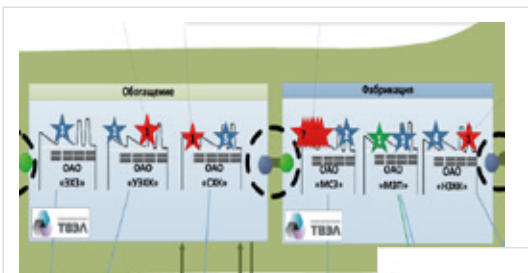 Обогащение
ОАО
«ЭХЗ»
ОАО
«УЭХК»
ОАО
«СХК»
ТВЭЛ
Фабрикация
ОАО
«МСЗ»
ОАО
«МЗП»
ОАО
«НЗХК»
ТВЭЛ